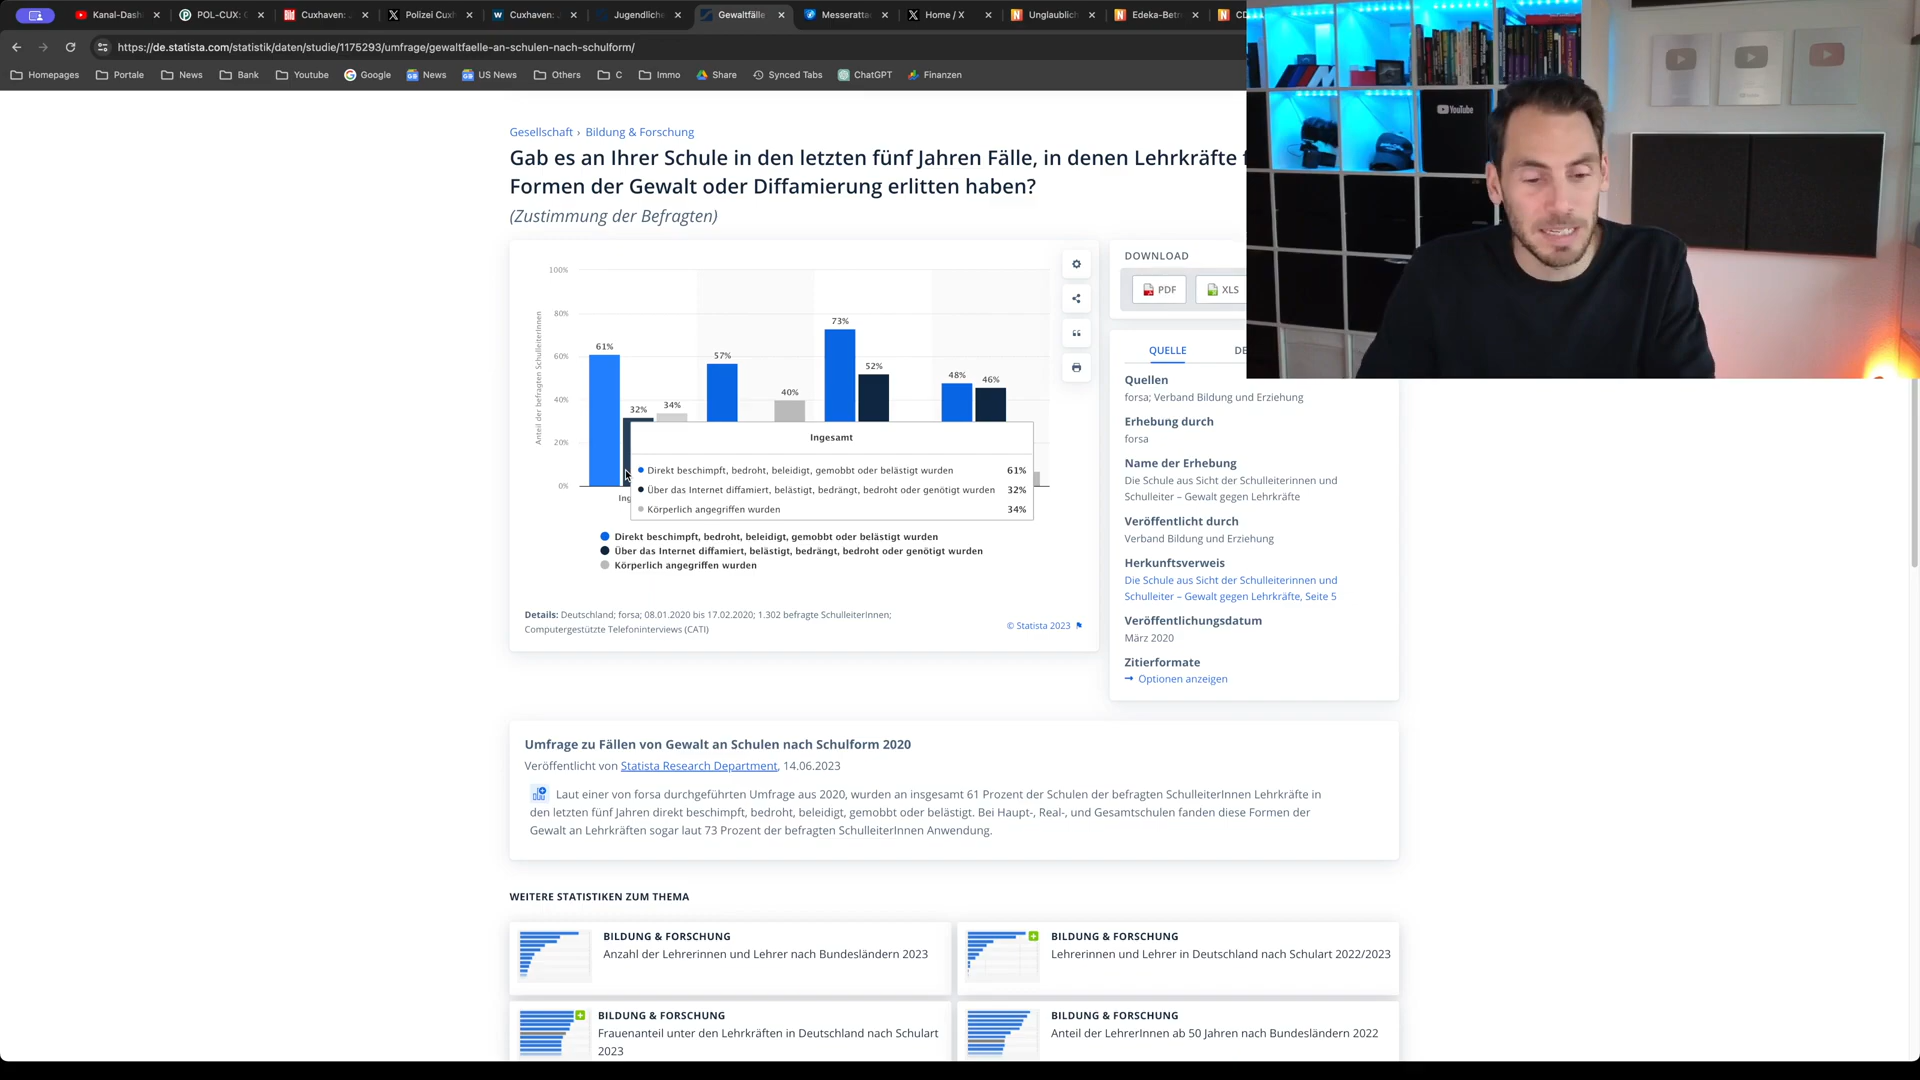 Kanal-Dash
POL-CUX:
Cuxhaven:
Polizei Cuxh
Cuxhaven:
Jugendliche
Gewaltfälle
Messeratta
Home / X
Unglaublich
Edeka-Betr
https://de.statista.com/statistik/daten/studie/1175293/umfrage/gewaltfaelle-an-schulen-nach-schulform/
Homepages
Portale
News
Bank
Youtube
Google
News
US News
Others
C
Immo
Share
Synced Tabs
ChatGPT
Finanzen
YouTube
Gesellschaft › Bildung & Forschung
Gab es an Ihrer Schule in den letzten fünf Jahren Fälle, in denen Lehrkräfte
Formen der Gewalt oder Diffamierung erlitten haben?
(Zustimmung der Befragten)
Anteil der befragten SchulleiterInnen
100%
80%
60%
40%
20%
0%
61%
32%
34%
57%
40%
73%
52%
48%
46%
Ing
Ingesamt
Direkt beschimpft, bedroht, beleidigt, gemobbt oder belästigt wurden 61%
Über das Internet diffamiert, belästigt, bedrängt, bedroht oder genötigt wurden 32%
Körperlich angegriffen wurden 34%
Direkt beschimpft, bedroht, beleidigt, gemobbt oder belästigt wurden
Über das Internet diffamiert, belästigt, bedrängt, bedroht oder genötigt wurden
Körperlich angegriffen wurden
Details: Deutschland; forsa; 08.01.2020 bis 17.02.2020; 1.302 befragte SchulleiterInnen;
Computergestützte Telefoninterviews (CATI)
© Statista 2023
DOWNLOAD
PDF
XLS
QUELLE
DE
Quellen
forsa; Verband Bildung und Erziehung
Erhebung durch
forsa
Name der Erhebung
Die Schule aus Sicht der Schulleiterinnen und
Schulleiter – Gewalt gegen Lehrkräfte
Veröffentlicht durch
Verband Bildung und Erziehung
Herkunftsverweis
Die Schule aus Sicht der Schulleiterinnen und
Schulleiter – Gewalt gegen Lehrkräfte, Seite 5
Veröffentlichungsdatum
März 2020
Zitierformate
→ Optionen anzeigen
Umfrage zu Fällen von Gewalt an Schulen nach Schulform 2020
Veröffentlicht von Statista Research Department, 14.06.2023
Laut einer von forsa durchgeführten Umfrage aus 2020, wurden an insgesamt 61 Prozent der Schulen der befragten SchulleiterInnen Lehrkräfte in
den letzten fünf Jahren direkt beschimpft, bedroht, beleidigt, gemobbt oder belästigt. Bei Haupt-, Real-, und Gesamtschulen fanden diese Formen der
Gewalt an Lehrkräften sogar laut 73 Prozent der befragten SchulleiterInnen Anwendung.
WEITERE STATISTIKEN ZUM THEMA
BILDUNG & FORSCHUNG
Anzahl der Lehrerinnen und Lehrer nach Bundesländern 2023
BILDUNG & FORSCHUNG
Lehrerinnen und Lehrer in Deutschland nach Schulart 2022/2023
BILDUNG & FORSCHUNG
Frauenanteil unter den Lehrkräften in Deutschland nach Schulart
2023
BILDUNG & FORSCHUNG
Anteil der LehrerInnen ab 50 Jahren nach Bundesländern 2022